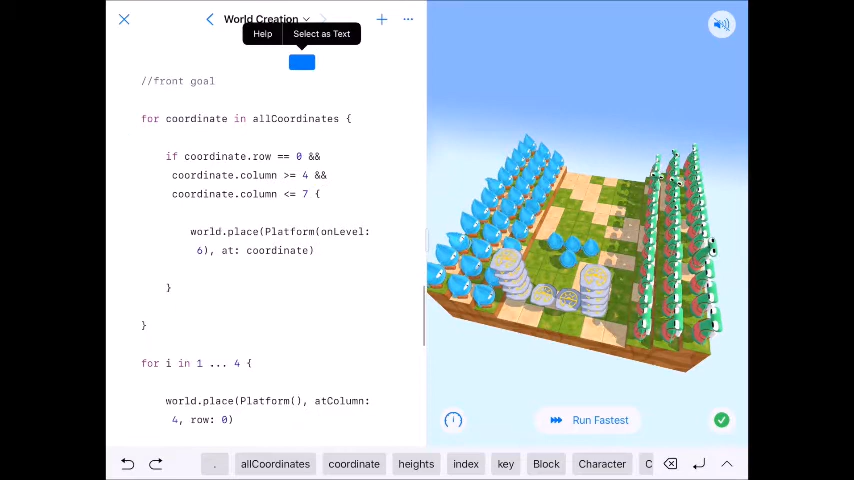 World Creation
Help
Select as Text
//front goal
for coordinate in allCoordinates {
if coordinate.row == 0 &&
coordinate.column >= 4 &&
coordinate.column <= 7 {
world.place(Platform(onLevel:
6), at: coordinate)
}
}
for i in 1 ... 4 {
world.place(Platform(), atColumn:
4, row: 0)
Run Fastest
. allCoordinates coordinate heights index key Block Character C